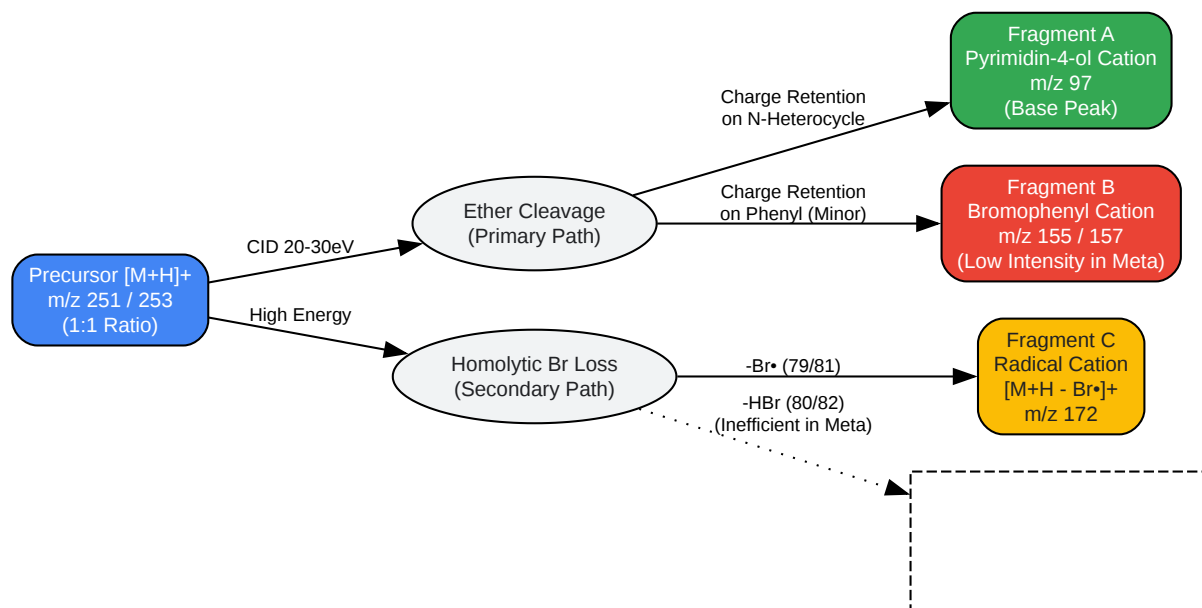 Precursor [M+H]+
m/z 251 / 253
(1:1 Ratio)
CID 20-30eV
High Energy
Ether Cleavage
(Primary Path)
Homolytic Br Loss
(Secondary Path)
Charge Retention
on N-Heterocycle
Charge Retention
on Phenyl (Minor)
-Br• (79/81)
-HBr (80/82)
(Inefficient in Meta)
Fragment A
Pyrimidin-4-ol Cation
m/z 97
(Base Peak)
Fragment B
Bromophenyl Cation
m/z 155 / 157
(Low Intensity in Meta)
Fragment C
Radical Cation
[M+H - Br•]+
m/z 172